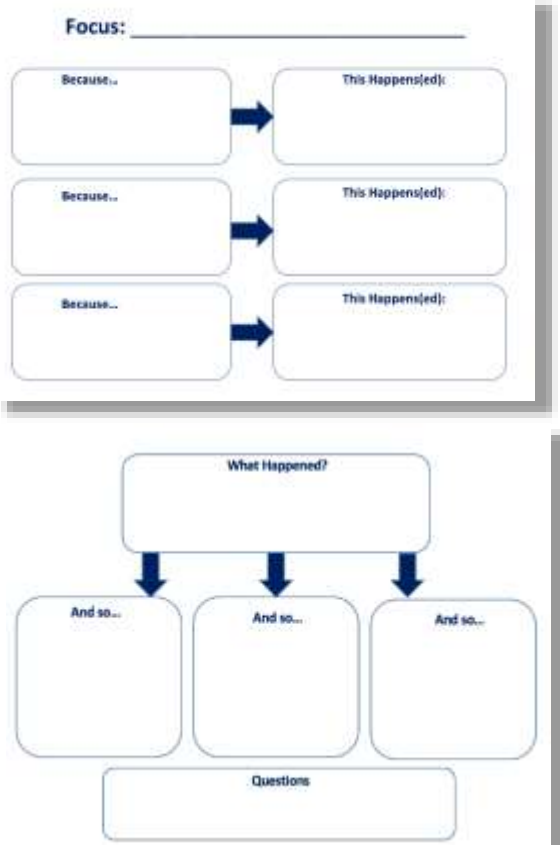 Focus: ______________________________
Because…
This Happens(ed):
Because…
This Happens(ed):
Because…
This Happens(ed):
What Happened?
And so…
And so…
And so…
Questions